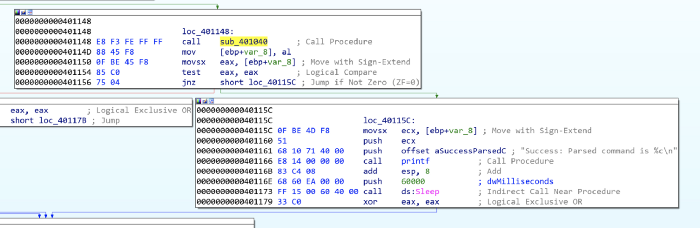 0000000000401148
0000000000401148 loc_401148:
0000000000401148 E8 F3 FE FF FF call sub_401040 ; Call Procedure
000000000040114D 88 45 F8 mov [ebp+var_8], al
0000000000401150 0F BE 45 F8 movsx eax, [ebp+var_8] ; Move with Sign-Extend
0000000000401154 85 C0 test eax, eax ; Logical Compare
0000000000401156 75 04 jnz short loc_40115C ; Jump if Not Zero (ZF=0)
eax, eax ; Logical Exclusive OR
short loc_40117B ; Jump
000000000040115C
000000000040115C loc_40115C:
000000000040115C 0F BE 4D F8 movsx ecx, [ebp+var_8] ; Move with Sign-Extend
0000000000401160 51 push ecx
0000000000401161 68 10 71 40 00 push offset aSuccessParsedC ; "Success: Parsed command is %c\n"
0000000000401166 E8 14 00 00 00 call printf ; Call Procedure
000000000040116B 83 C4 08 add esp, 8 ; Add
000000000040116E 68 60 EA 00 00 push 60000 ; dwMilliseconds
0000000000401173 FF 15 00 60 40 00 call ds:Sleep ; Indirect Call Near Procedure
0000000000401179 33 C0 xor eax, eax ; Logical Exclusive OR